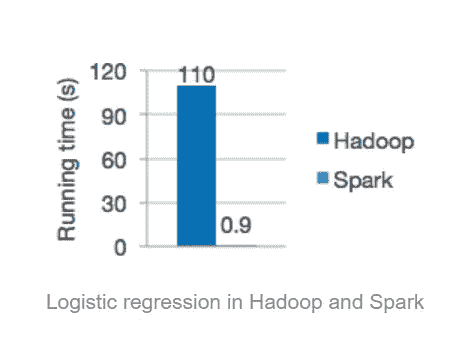 Running time (s)
120
90
60
30
0
110
0.9
Hadoop
Spark
Logistic regression in Hadoop and Spark